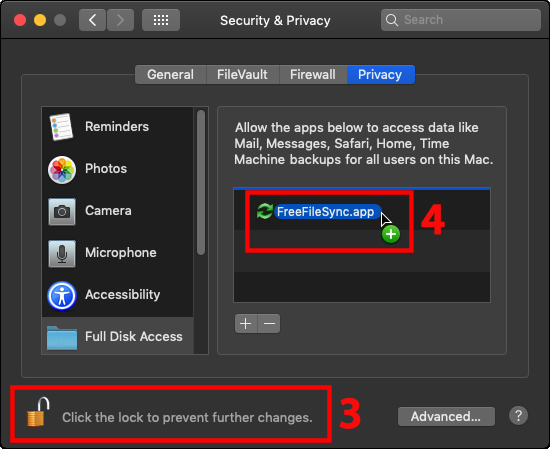 Security & Privacy
Search
General
FileVault
Firewall
Privacy
Reminders
Photos
Camera
Microphone
Accessibility
Full Disk Access
Allow the apps below to access data like
Mail, Messages, Safari, Home, Time
Machine backups for all users on this Mac.
FreeFileSync.app
4
Click the lock to prevent further changes.
3
Advanced...
?